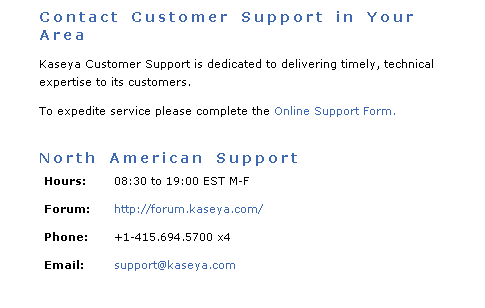 Contact Customer Support in Your
Area
Kaseya Customer Support is dedicated to delivering timely, technical
expertise to its customers.
To expedite service please complete the Online Support Form.
North American Support
Hours: 08:30 to 19:00 EST M-F
Forum: http://forum.kaseya.com/
Phone: +1-415.694.5700 x4
Email: support@kaseya.com